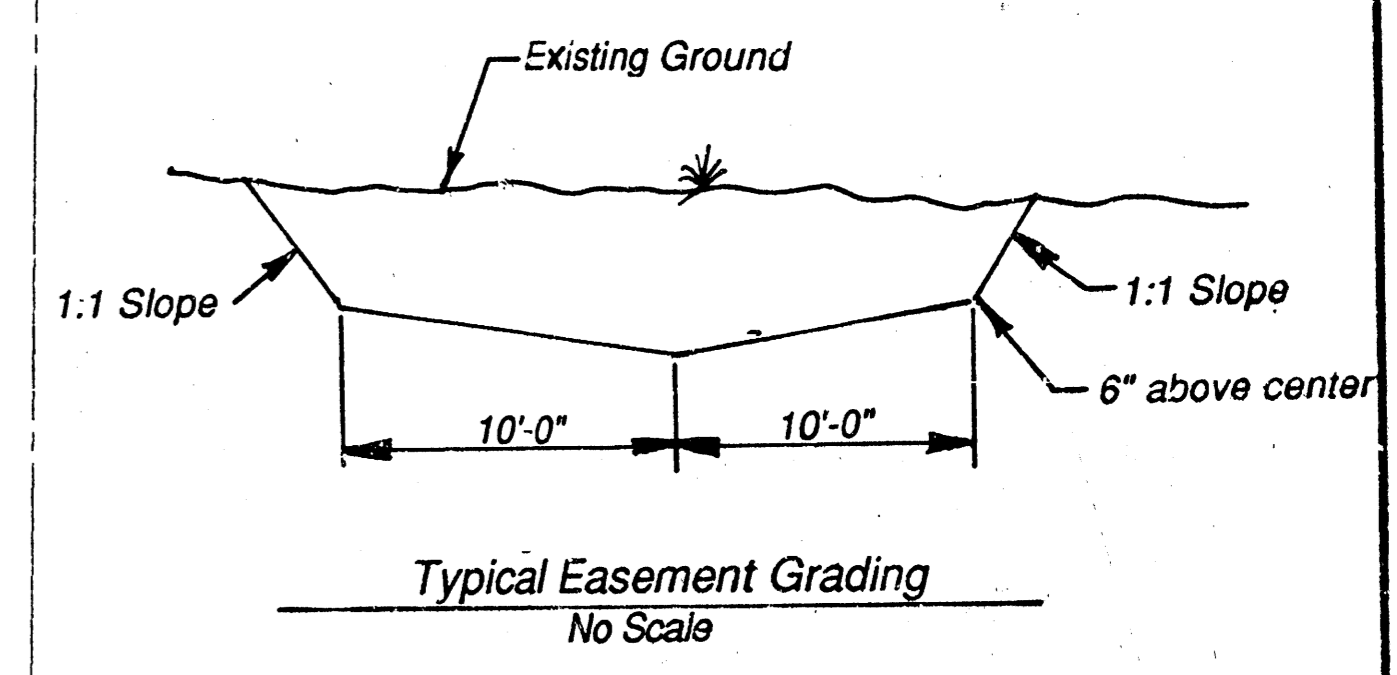 Existing Ground
1:1 Slope
1:1 Slope
6" above center
10'-0"
10'-0"
Typical Easement Grading
No Scale